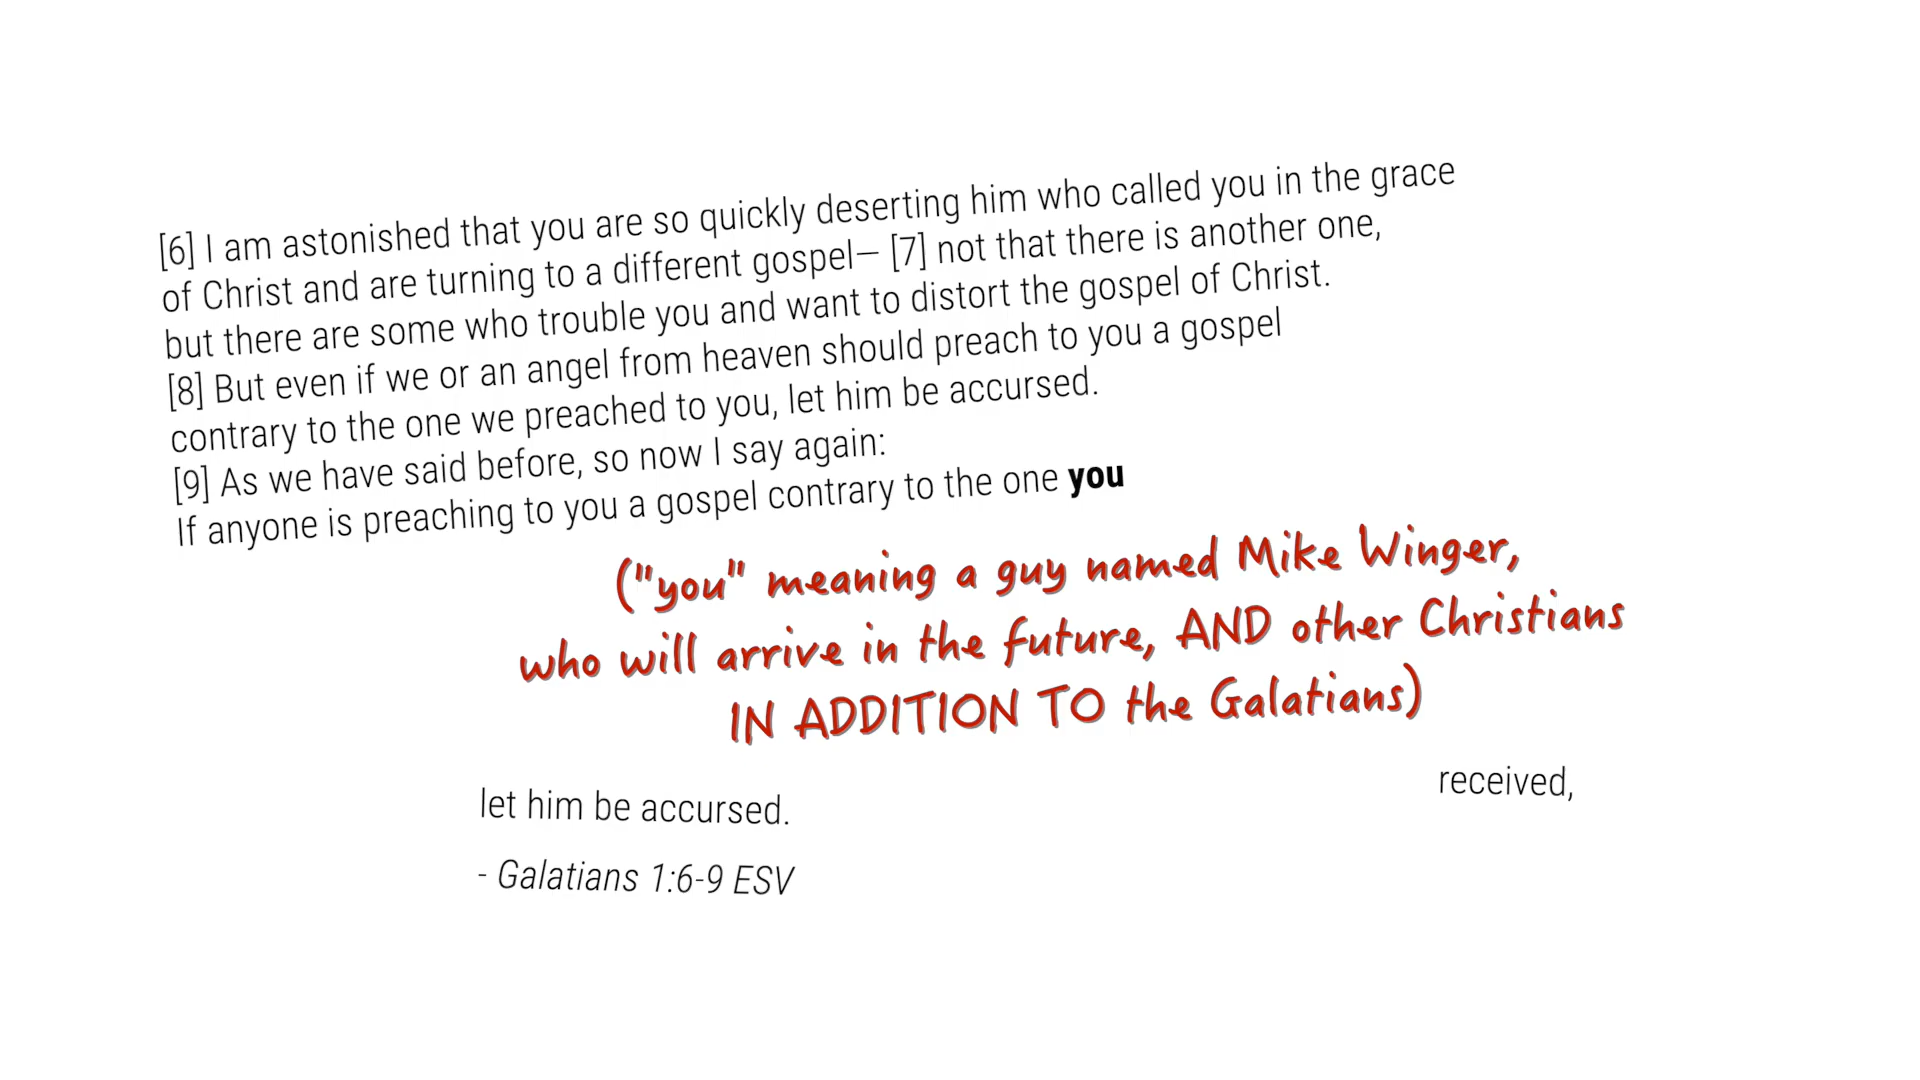 [6] I am astonished that you are so quickly deserting him who called you in the grace
of Christ and are turning to a different gospel— [7] not that there is another one,
but there are some who trouble you and want to distort the gospel of Christ.
[8] But even if we or an angel from heaven should preach to you a gospel
contrary to the one we preached to you, let him be accursed.
[9] As we have said before, so now I say again:
If anyone is preaching to you a gospel contrary to the one you
("you" meaning a guy named Mike Winger,
who will arrive in the future, AND other Christians
IN ADDITION TO the Galatians)
received,
let him be accursed.
- Galatians 1:6-9 ESV